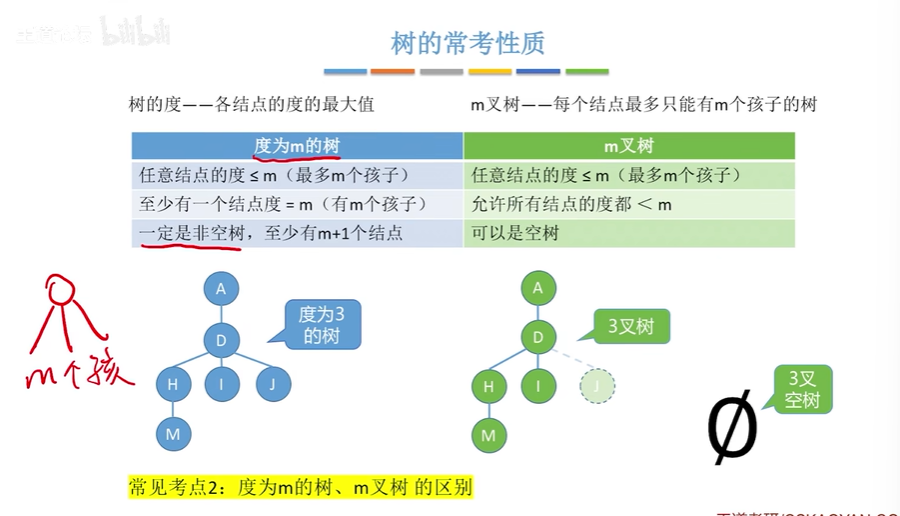 bilibili
树的常考性质
树的度——各结点的度的最大值
m叉树——每个结点最多只能有m个孩子的树
度为m的树
m叉树
任意结点的度 ≤ m（最多m个孩子）
任意结点的度 ≤ m（最多m个孩子）
至少有一个结点度 = m（有m个孩子）
允许所有结点的度都 < m
一定是非空树，至少有m+1个结点
可以是空树
m个孩
A
D
H
I
J
M
度为3
的树
A
D
H
I
J
M
3叉树
Ø
3叉
空树
常见考点2：度为m的树、m叉树 的区别